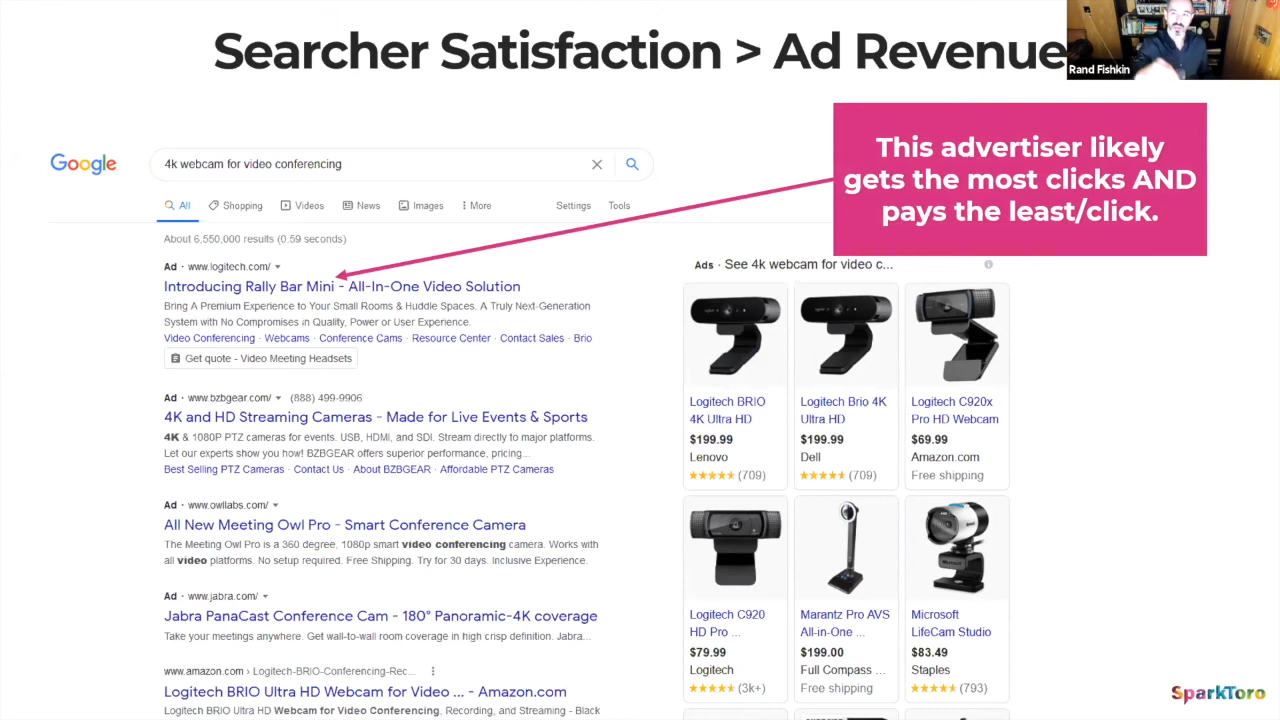 Searcher Satisfaction > Ad Revenue
Rand Fishkin
This advertiser likely
gets the most clicks AND
pays the least/click.
Google
4k webcam for video conferencing
All Shopping Videos News Images More Settings Tools
About 6,550,000 results (0.59 seconds)
Ad · www.logitech.com/
Introducing Rally Bar Mini - All-In-One Video Solution
Bring A Premium Experience to Your Small Rooms & Huddle Spaces. A Truly Next-Generation
System with No Compromises in Quality, Power or User Experience.
Video Conferencing · Webcams · Conference Cams · Resource Center · Contact Sales · Brio
Get quote - Video Meeting Headsets
Ad · www.bzbgear.com/ (888) 499-9906
4K and HD Streaming Cameras - Made for Live Events & Sports
4K & 1080P PTZ cameras for events. USB, HDMI, and SDI. Stream directly to major platforms.
Let our experts show you how! BZBGEAR offers superior performance, pricing...
Best Selling PTZ Cameras · Contact Us · About BZBGEAR · Affordable PTZ Cameras
Ad · www.owllabs.com/
All New Meeting Owl Pro - Smart Conference Camera
The Meeting Owl Pro is a 360 degree, 1080p smart video conferencing camera. Works with
all video platforms. No setup required. Free Shipping. Try for 30 days. Inclusive Experience.
Ad · www.jabra.com/
Jabra PanaCast Conference Cam - 180° Panoramic-4K coverage
Take your meetings anywhere. Get wall-to-wall room coverage in high crisp definition. Jabra...
www.amazon.com › Logitech-BRIO-Conferencing-Rec...
Logitech BRIO Ultra HD Webcam for Video ... - Amazon.com
Logitech BRIO Ultra HD Webcam for Video Conferencing, Recording, and Streaming - Black
Ads · See 4k webcam for video c...
Logitech BRIO
4K Ultra HD
$199.99
Lenovo
(709)
Logitech Brio 4K
Ultra HD
$199.99
Dell
(709)
Logitech C920x
Pro HD Webcam
$69.99
Amazon.com
Free shipping
Logitech C920
HD Pro ...
$79.99
Logitech
(3k+)
Marantz Pro AVS
All-in-One ...
$199.00
Full Compass ...
Free shipping
Microsoft
LifeCam Studio
$83.49
Staples
(793)
SparkToro